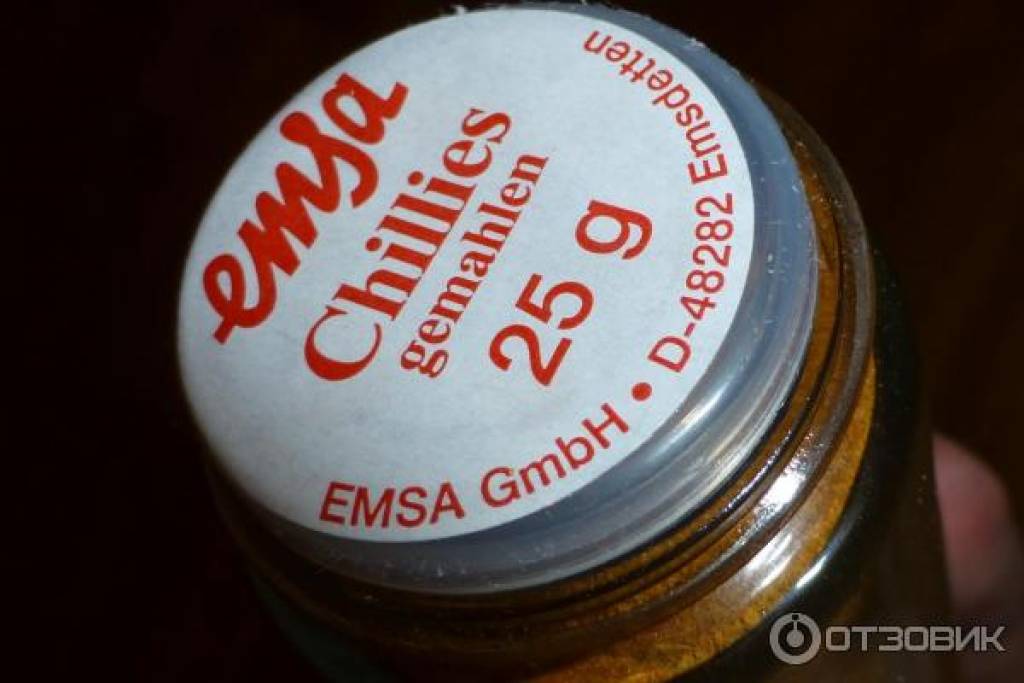 emsa
Chillies
gemahlen
25 g
EMSA GmbH • D-48282 Emsdetten
ОТЗОВИК